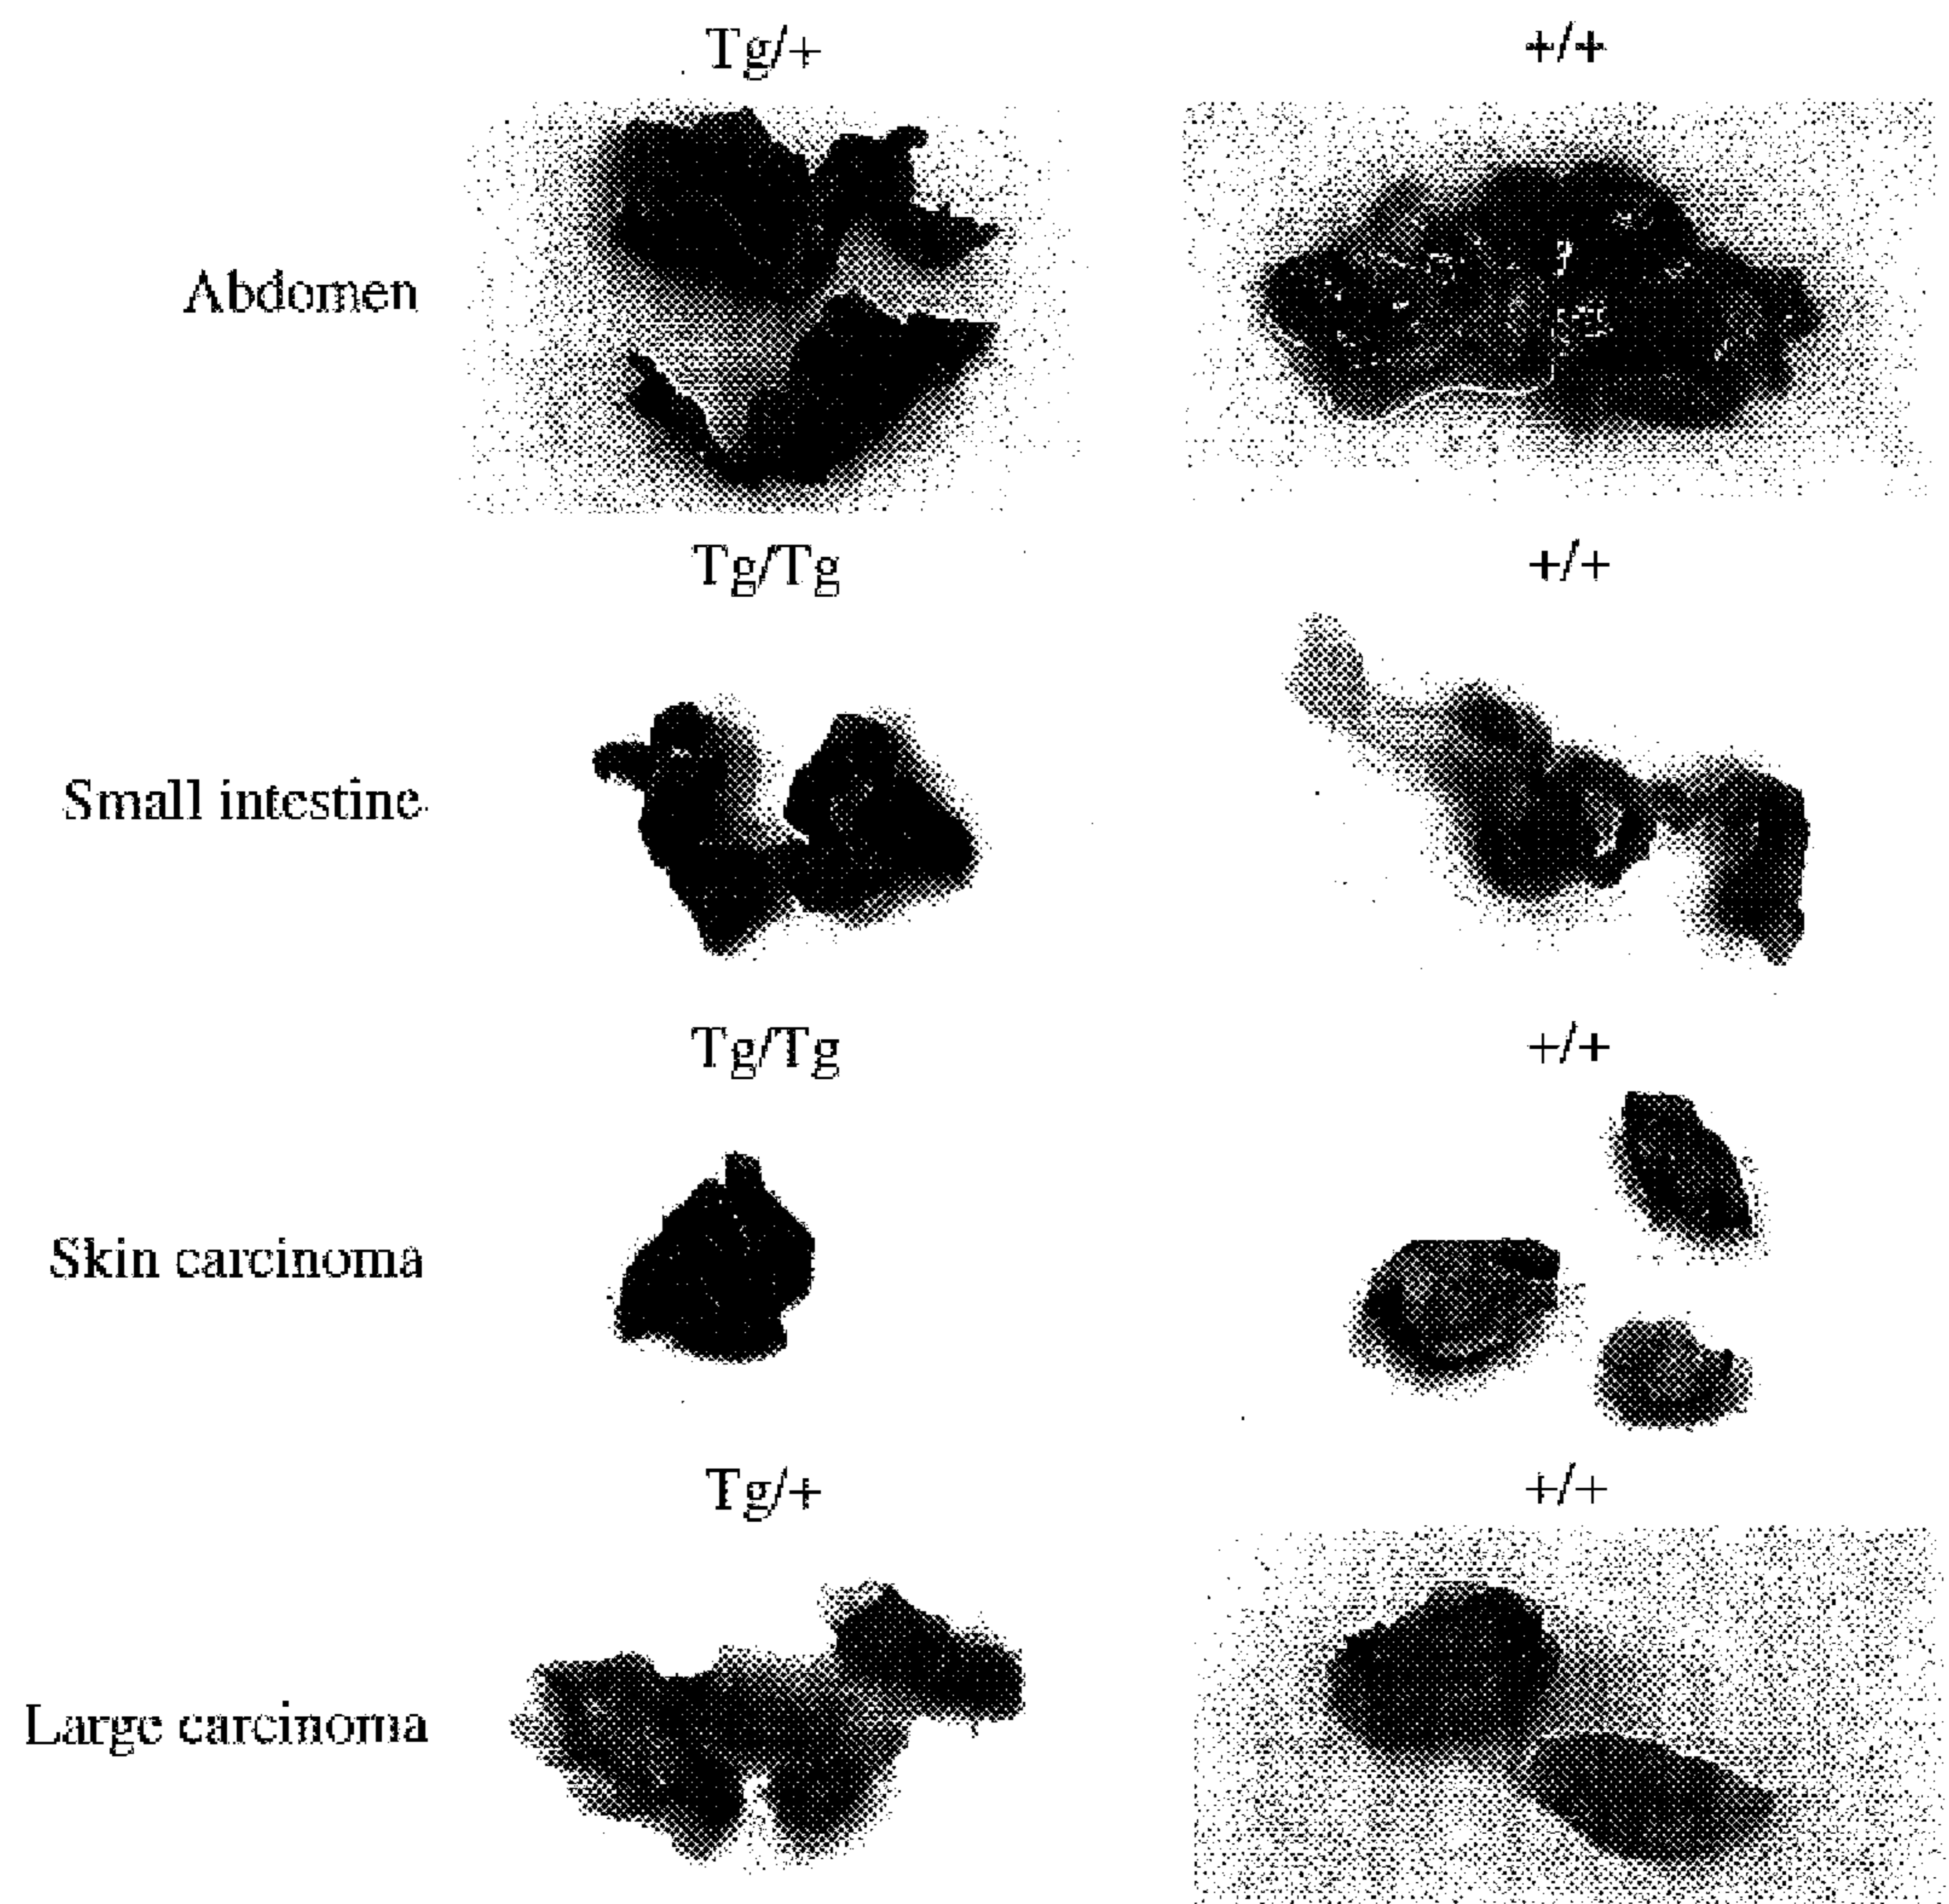 Tg/+ +/+
Abdomen
Tg/Tg +/+
Small intestine
Tg/Tg +/+
Skin carcinoma
Tg/+ +/+
Large carcinoma